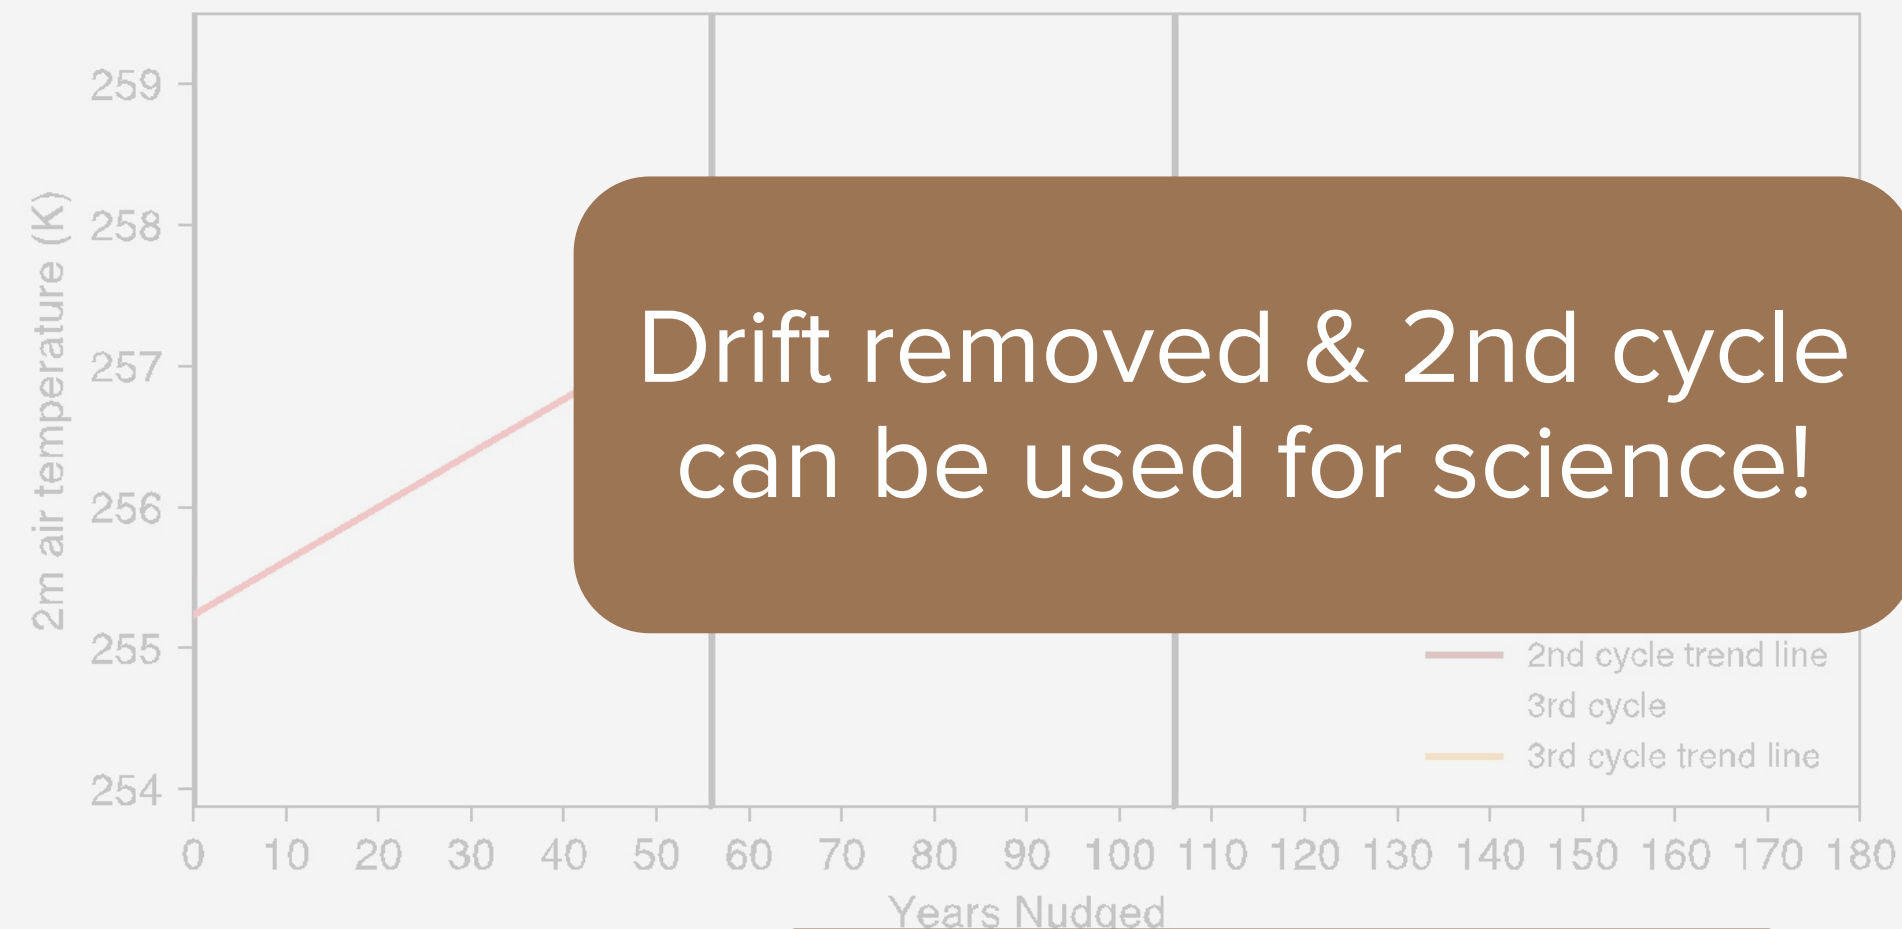 259
258
257
256
255
254
2m air temperature (K)
Drift removed & 2nd cycle
can be used for science!
2nd cycle trend line
3rd cycle
3rd cycle trend line
0 10 20 30 40 50 60 70 80 90 100 110 120 130 140 150 160 170 180
Years Nudged